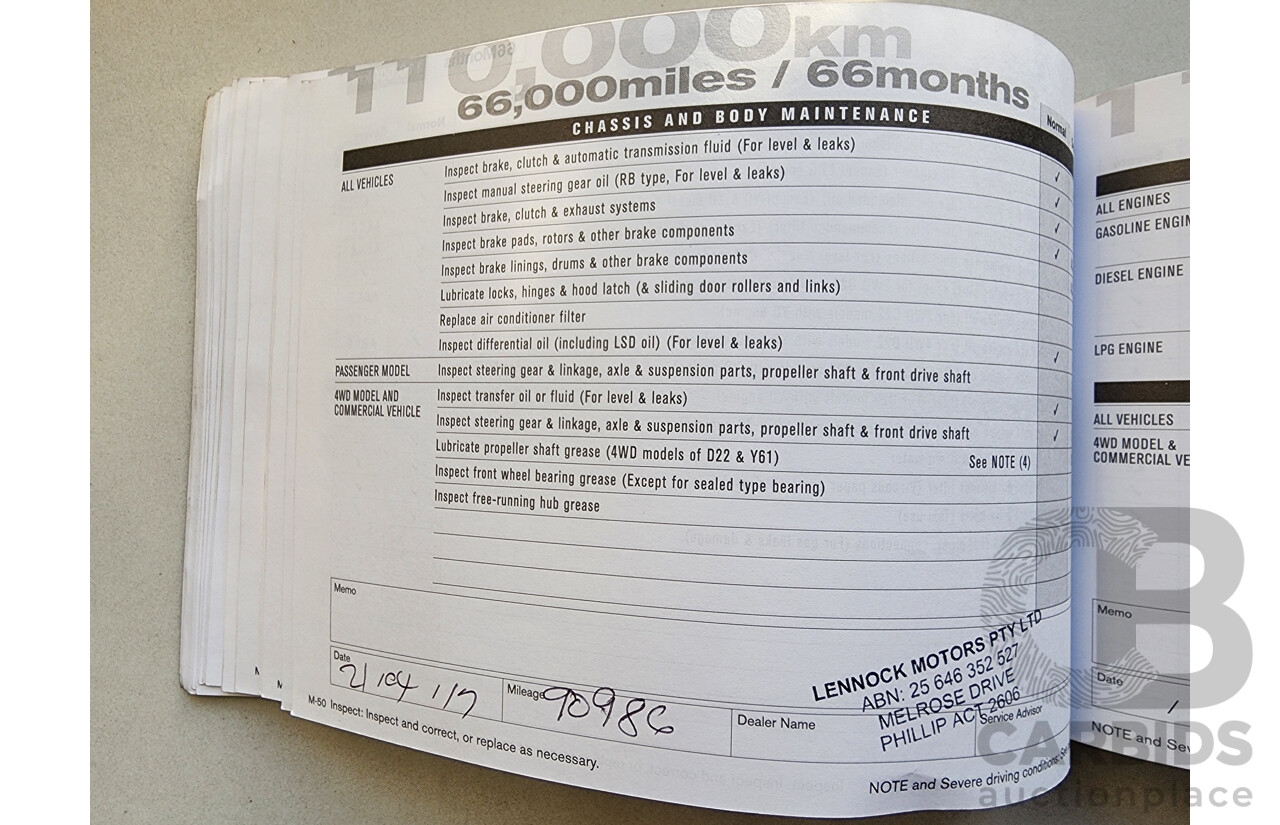 110,000km
66,000miles / 66months
CHASSIS AND BODY MAINTENANCE
Normal
ALL VEHICLES
Inspect brake, clutch & automatic transmission fluid (For level & leaks) ✓
Inspect manual steering gear oil (RB type, For level & leaks) ✓
Inspect brake, clutch & exhaust systems ✓
Inspect brake pads, rotors & other brake components ✓
Inspect brake linings, drums & other brake components
Lubricate locks, hinges & hood latch (& sliding door rollers and links)
Replace air conditioner filter
Inspect differential oil (including LSD oil) (For level & leaks) ✓
PASSENGER MODEL
Inspect steering gear & linkage, axle & suspension parts, propeller shaft & front drive shaft
4WD MODEL AND
COMMERCIAL VEHICLE
Inspect transfer oil or fluid (For level & leaks) ✓
Inspect steering gear & linkage, axle & suspension parts, propeller shaft & front drive shaft ✓
Lubricate propeller shaft grease (4WD models of D22 & Y61) See NOTE (4)
Inspect front wheel bearing grease (Except for sealed type bearing)
Inspect free-running hub grease
Memo
Date
21/04/17
Mileage
90986
Dealer Name
LENNOCK MOTORS PTY LTD
ABN: 25 646 352 527
MELROSE DRIVE
PHILLIP ACT 2606
Service Advisor
M-50 Inspect: Inspect and correct, or replace as necessary.
NOTE and Severe driving conditions:
ALL ENGINES
GASOLINE ENGIN
DIESEL ENGINE
LPG ENGINE
ALL VEHICLES
4WD MODEL &
COMMERCIAL VE
Memo
Date
/
NOTE and Sev
CARBIDS
auctionplace